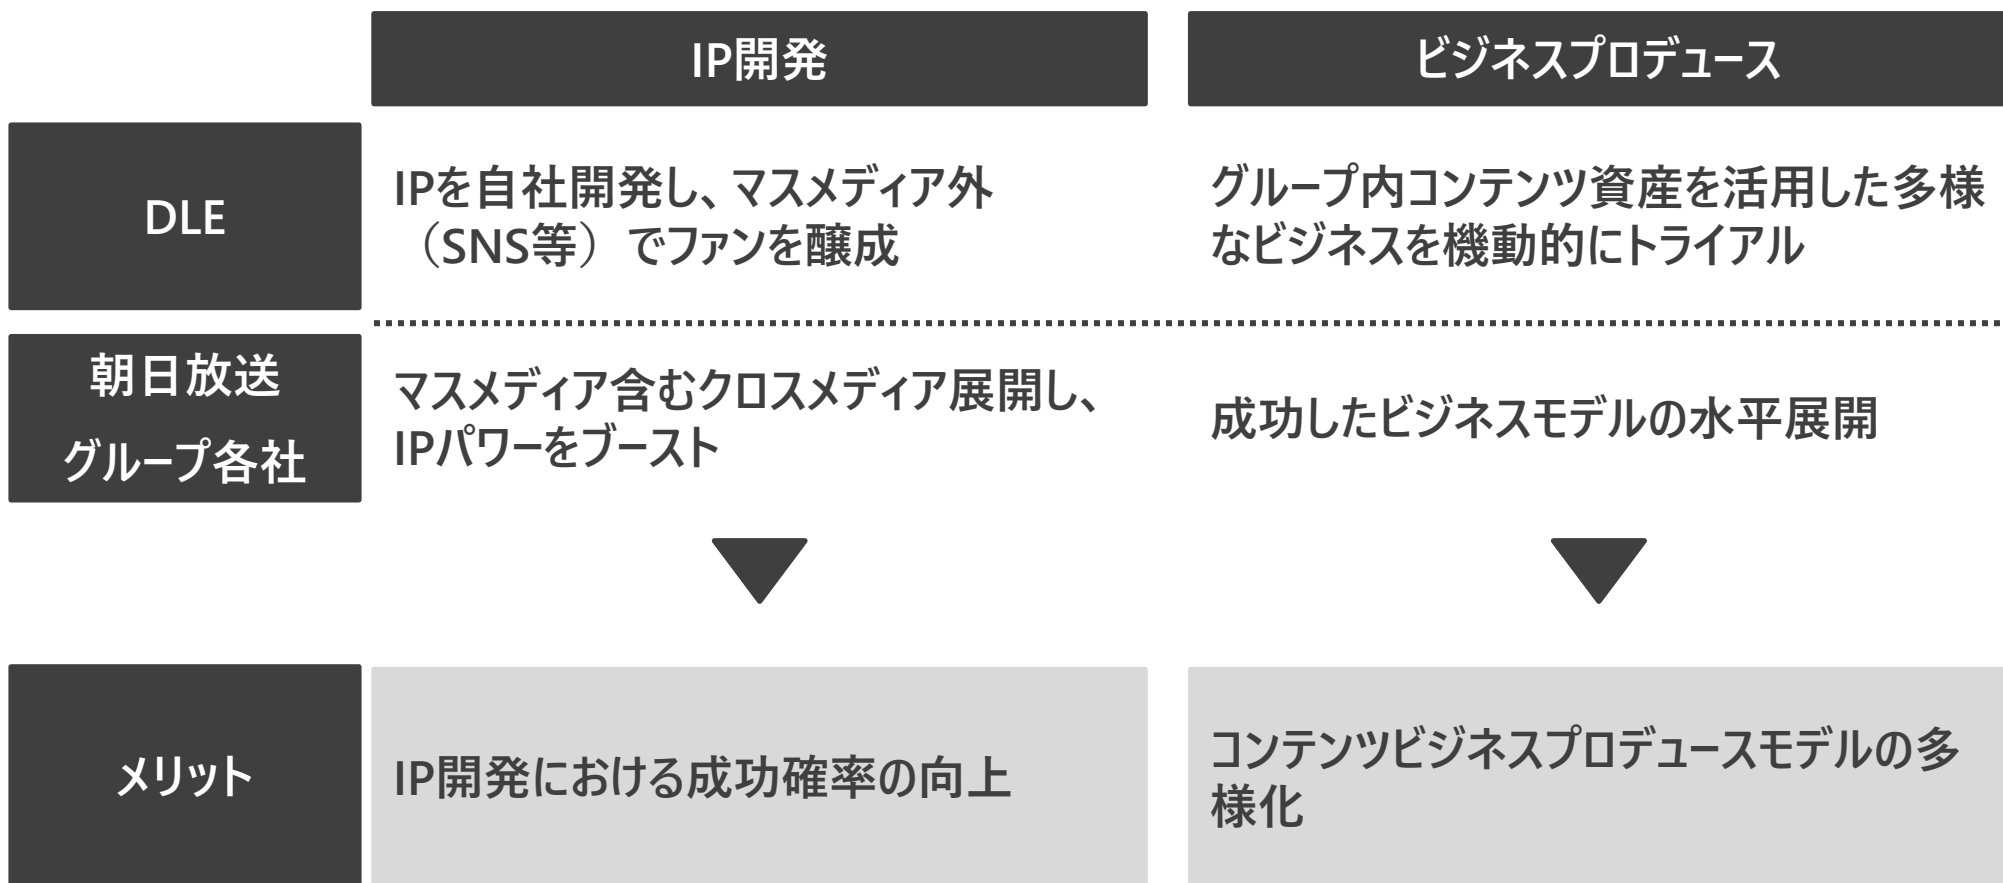 IP開発
ビジネスプロデュース
DLE
IPを自社開発し、マスメディア外
（SNS等）でファンを醸成
グループ内コンテンツ資産を活用した多様
なビジネスを機動的にトライアル
朝日放送
グループ各社
マスメディア含むクロスメディア展開し、
IPパワーをブースト
成功したビジネスモデルの水平展開
メリット
IP開発における成功確率の向上
コンテンツビジネスプロデュースモデルの多
様化